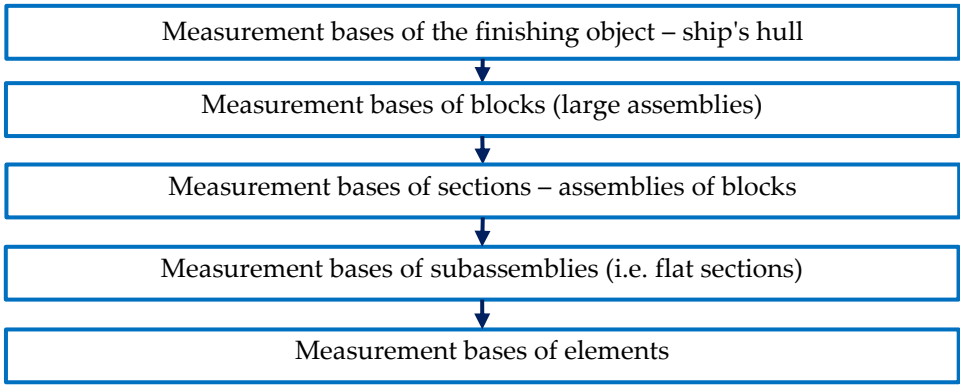 Measurement bases of the finishing object – ship's hull
Measurement bases of blocks (large assemblies)
Measurement bases of sections – assemblies of blocks
Measurement bases of subassemblies (i.e. flat sections)
Measurement bases of elements